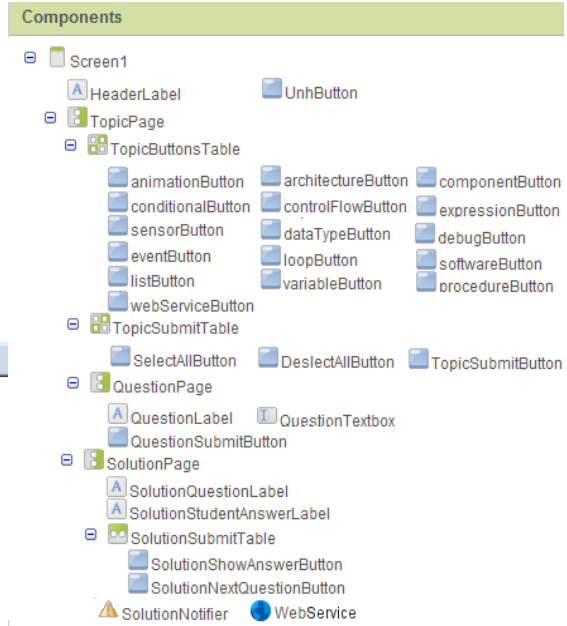 Components
Screen1
HeaderLabel UnhButton
TopicPage
TopicButtonsTable
animationButton architectureButton componentButton
conditionalButton controlFlowButton expressionButton
sensorButton dataTypeButton debugButton
eventButton loopButton softwareButton
listButton variableButton procedureButton
webServiceButton
TopicSubmitTable
SelectAllButton DeslectAllButton TopicSubmitButton
QuestionPage
QuestionLabel QuestionTextbox
QuestionSubmitButton
SolutionPage
SolutionQuestionLabel
SolutionStudentAnswerLabel
SolutionSubmitTable
SolutionShowAnswerButton
SolutionNextQuestionButton
SolutionNotifier WebService